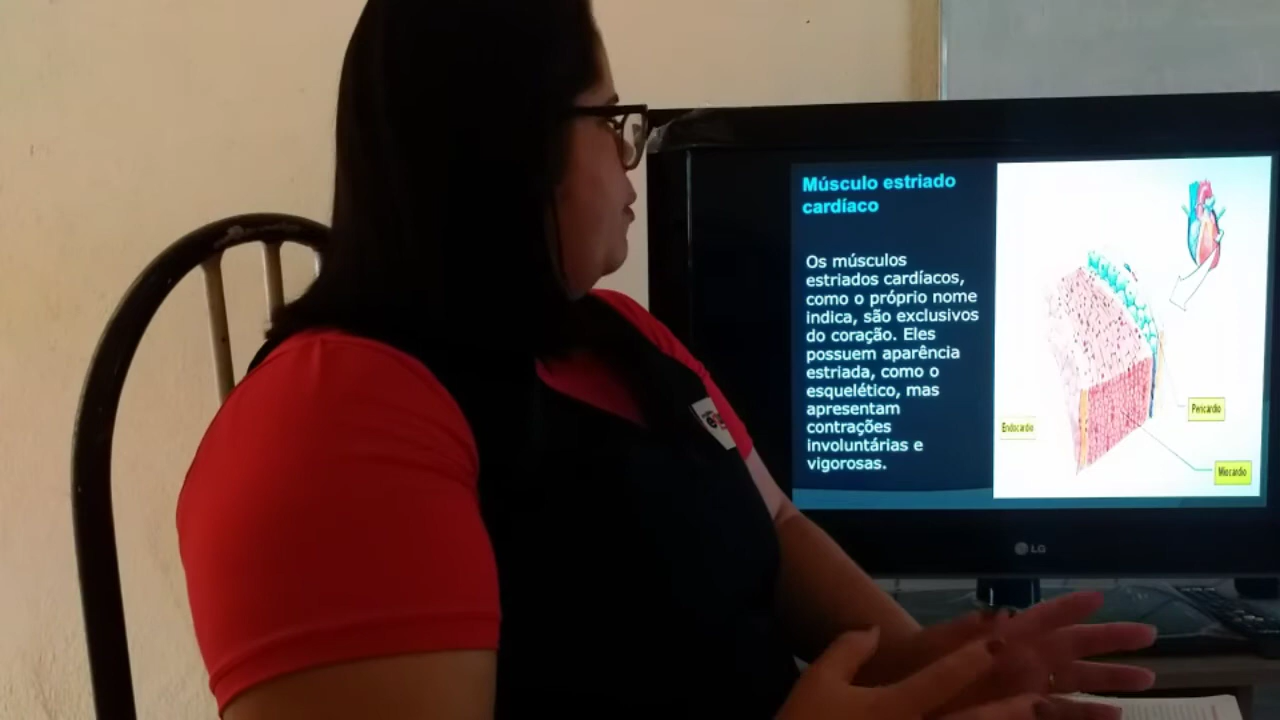 Músculo estriado
cardíaco
Os músculos
estriados cardíacos,
como o próprio nome
indica, são exclusivos
do coração. Eles
possuem aparência
estriada, como o
esquelético, mas
apresentam
contrações
involuntárias e
vigorosas.
Endocardio
Pericardio
Miocardio
LG